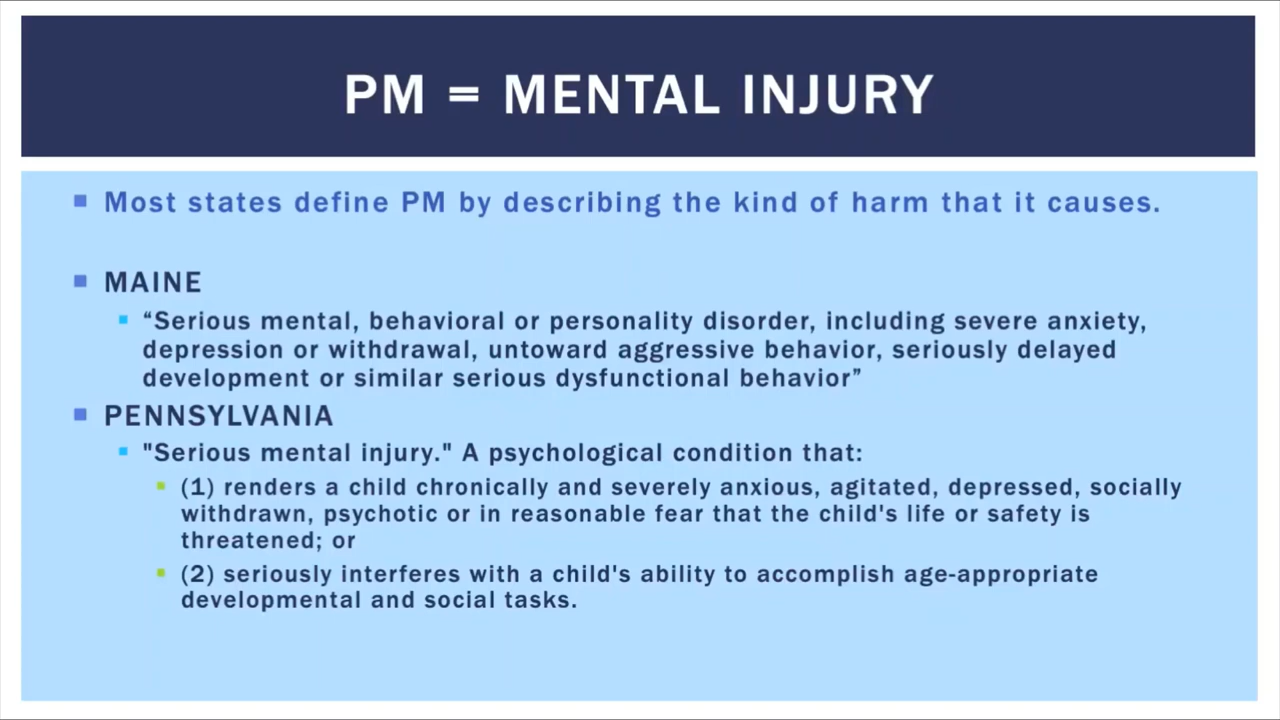 PM = MENTAL INJURY
Most states define PM by describing the kind of harm that it causes.
MAINE
“Serious mental, behavioral or personality disorder, including severe anxiety,
depression or withdrawal, untoward aggressive behavior, seriously delayed
development or similar serious dysfunctional behavior”
PENNSYLVANIA
"Serious mental injury." A psychological condition that:
(1) renders a child chronically and severely anxious, agitated, depressed, socially
withdrawn, psychotic or in reasonable fear that the child's life or safety is
threatened; or
(2) seriously interferes with a child's ability to accomplish age-appropriate
developmental and social tasks.